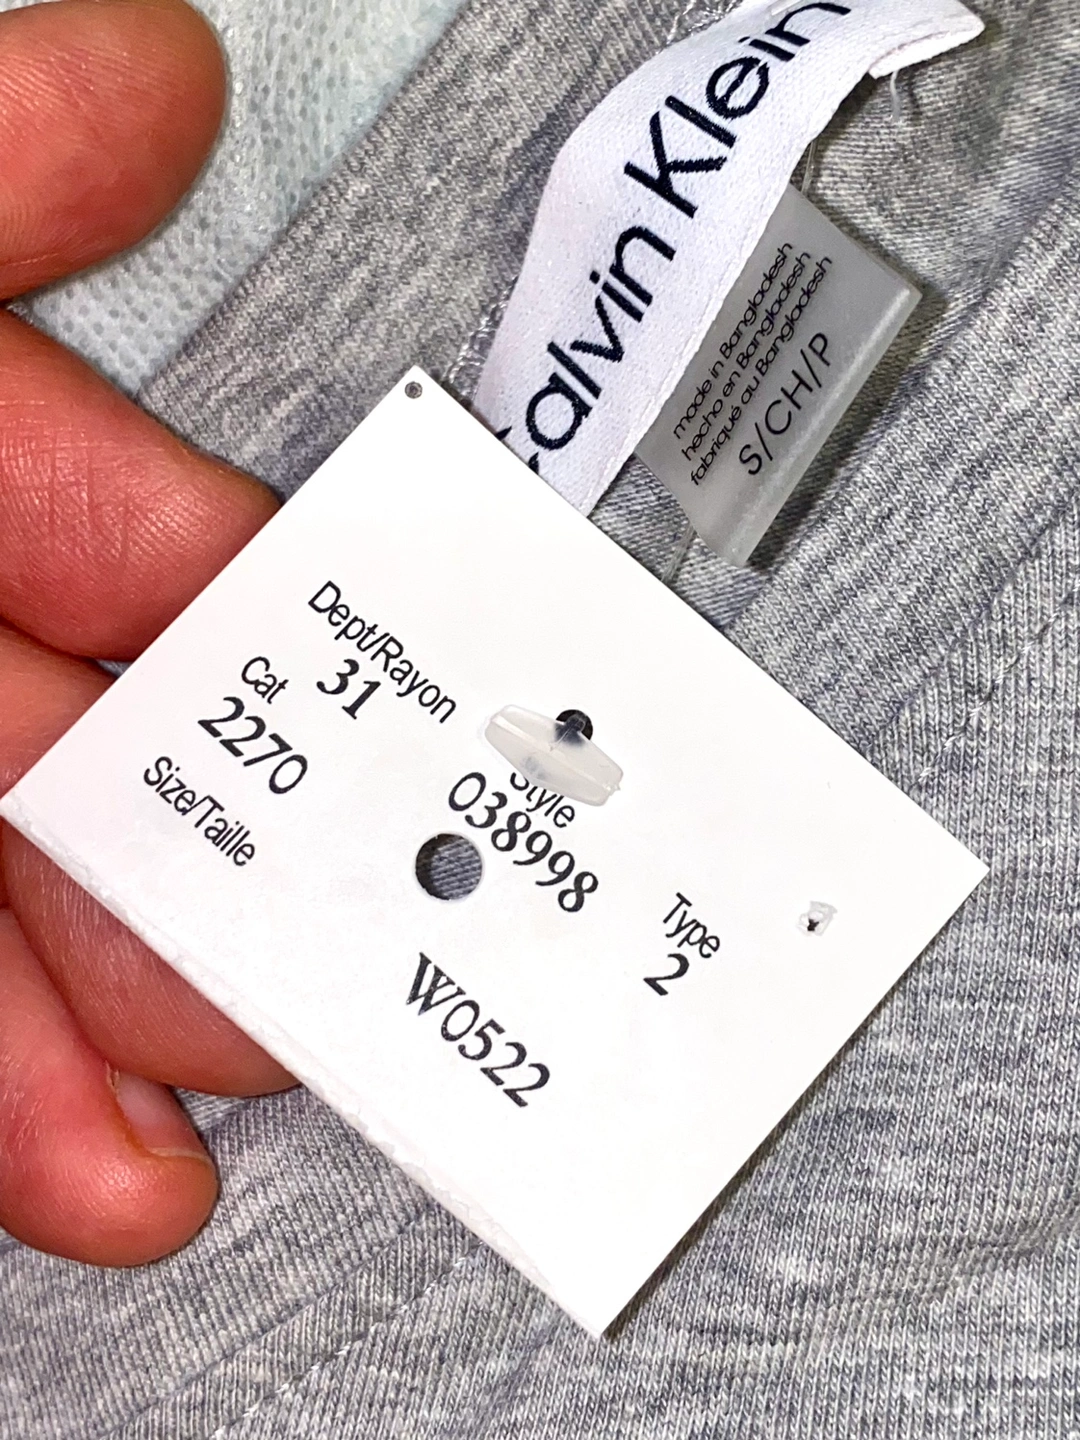 Calvin Klein
made in Bangladesh
hecho en Bangladesh
fabriqué au Bangladesh
S/CH/P
Dept/Rayon
31
Cat
2270
Size/Taille
Style
038998
Type
2
W0522